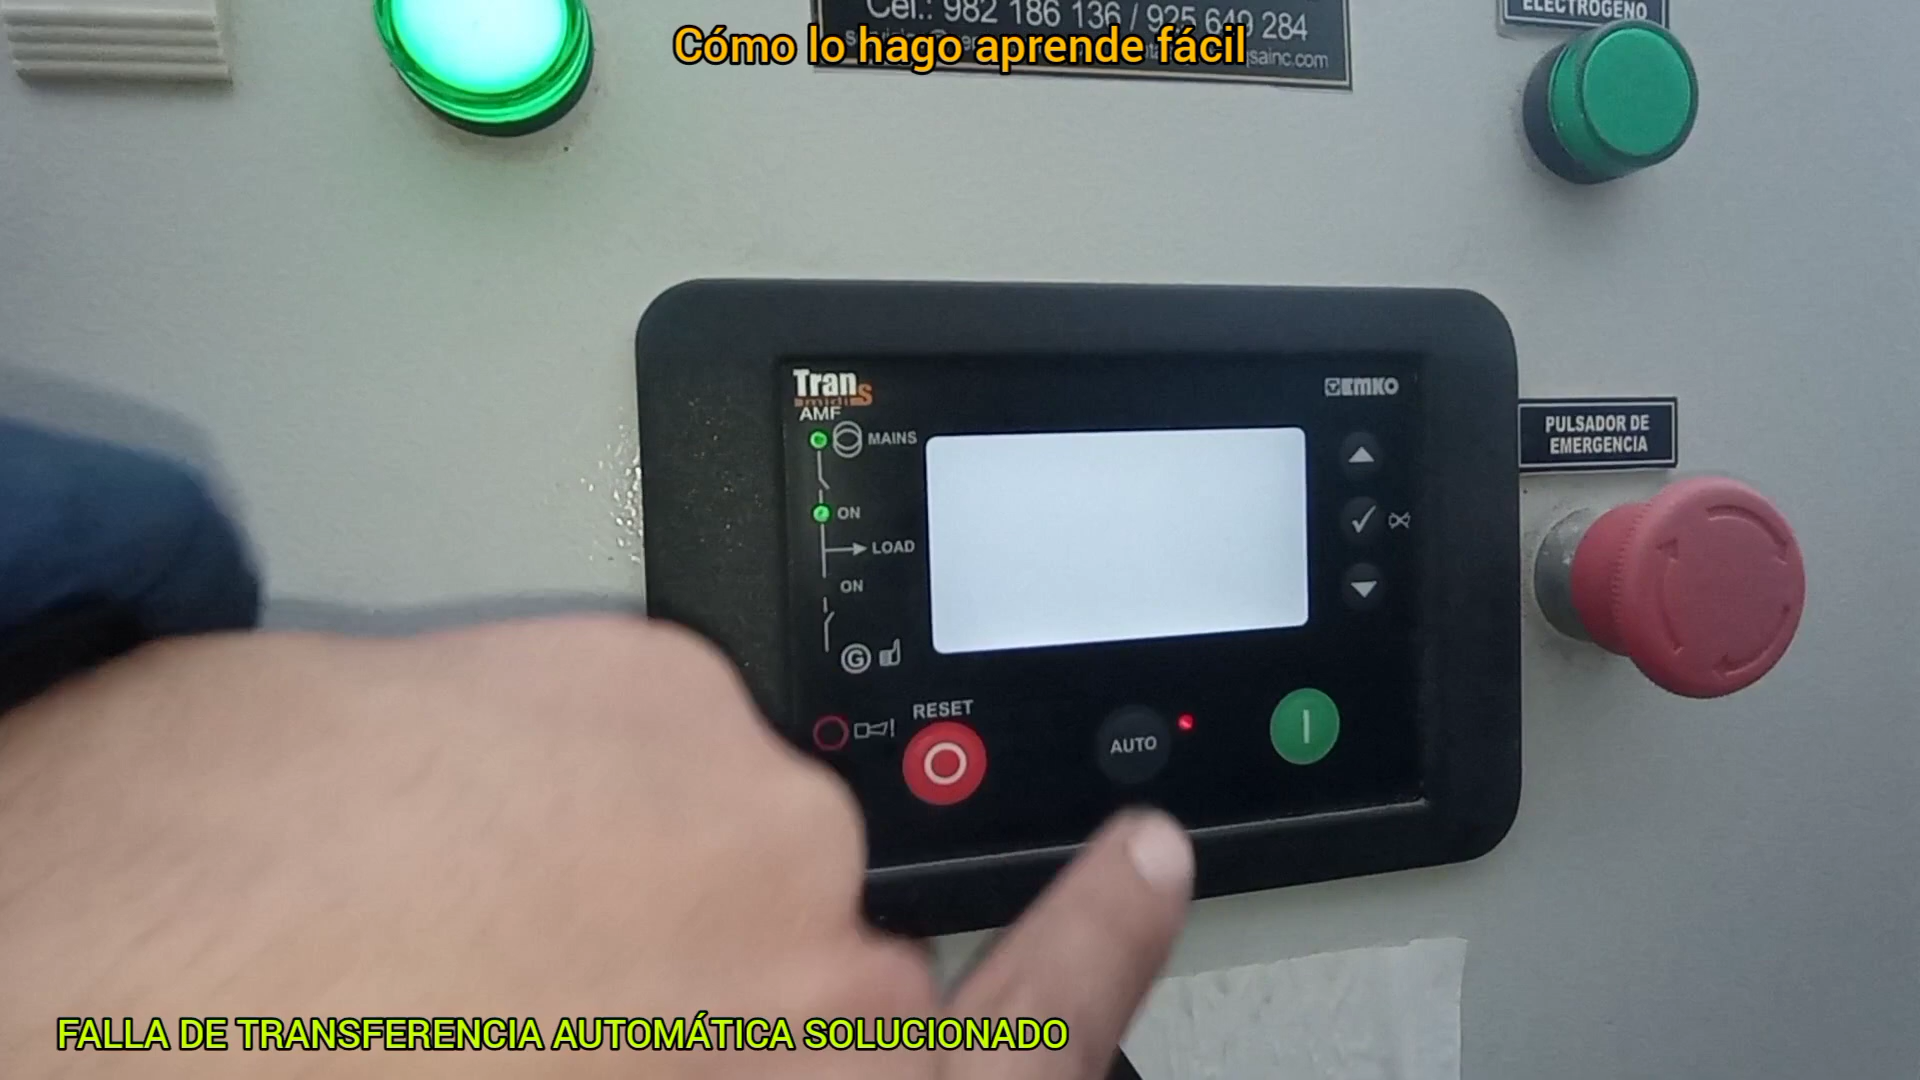 Cel.: 982 186 136 / 925 649 284
Cómo lo hago aprende fácil
ELECTRÓGENO
Trans
midi
AMF
EMKO
MAINS
ON
LOAD
ON
G
RESET
AUTO
PULSADOR DE
EMERGENCIA
FALLA DE TRANSFERENCIA AUTOMÁTICA SOLUCIONADO